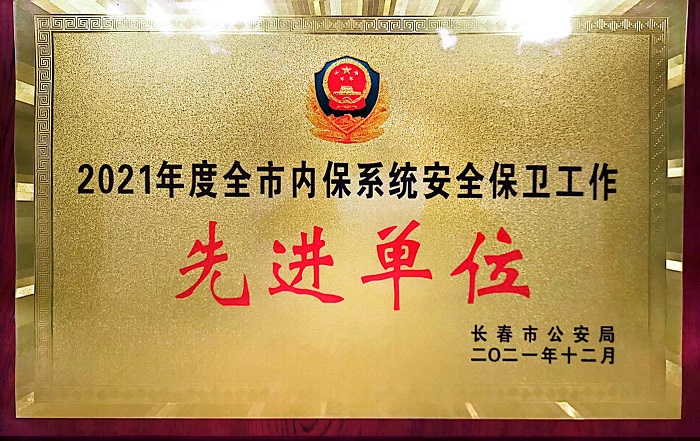 2021年度全市内保系统安全保卫工作
先进单位
长春市公安局
二〇二一年十二月